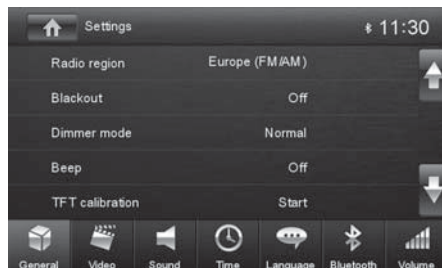 Settings 11:30
Radio region Europe (FM/AM)
Blackout Off
Dimmer mode Normal
Beep Off
TFT calibration Start
General Video Sound Time Language Bluetooth Volume